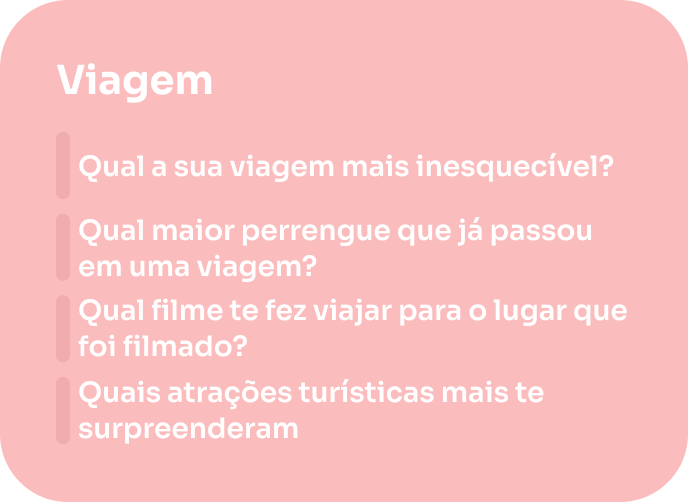 Viagem
Qual a sua viagem mais inesquecível?
Qual maior perrengue que já passou
em uma viagem?
Qual filme te fez viajar para o lugar que
foi filmado?
Quais atrações turísticas mais te
surpreenderam